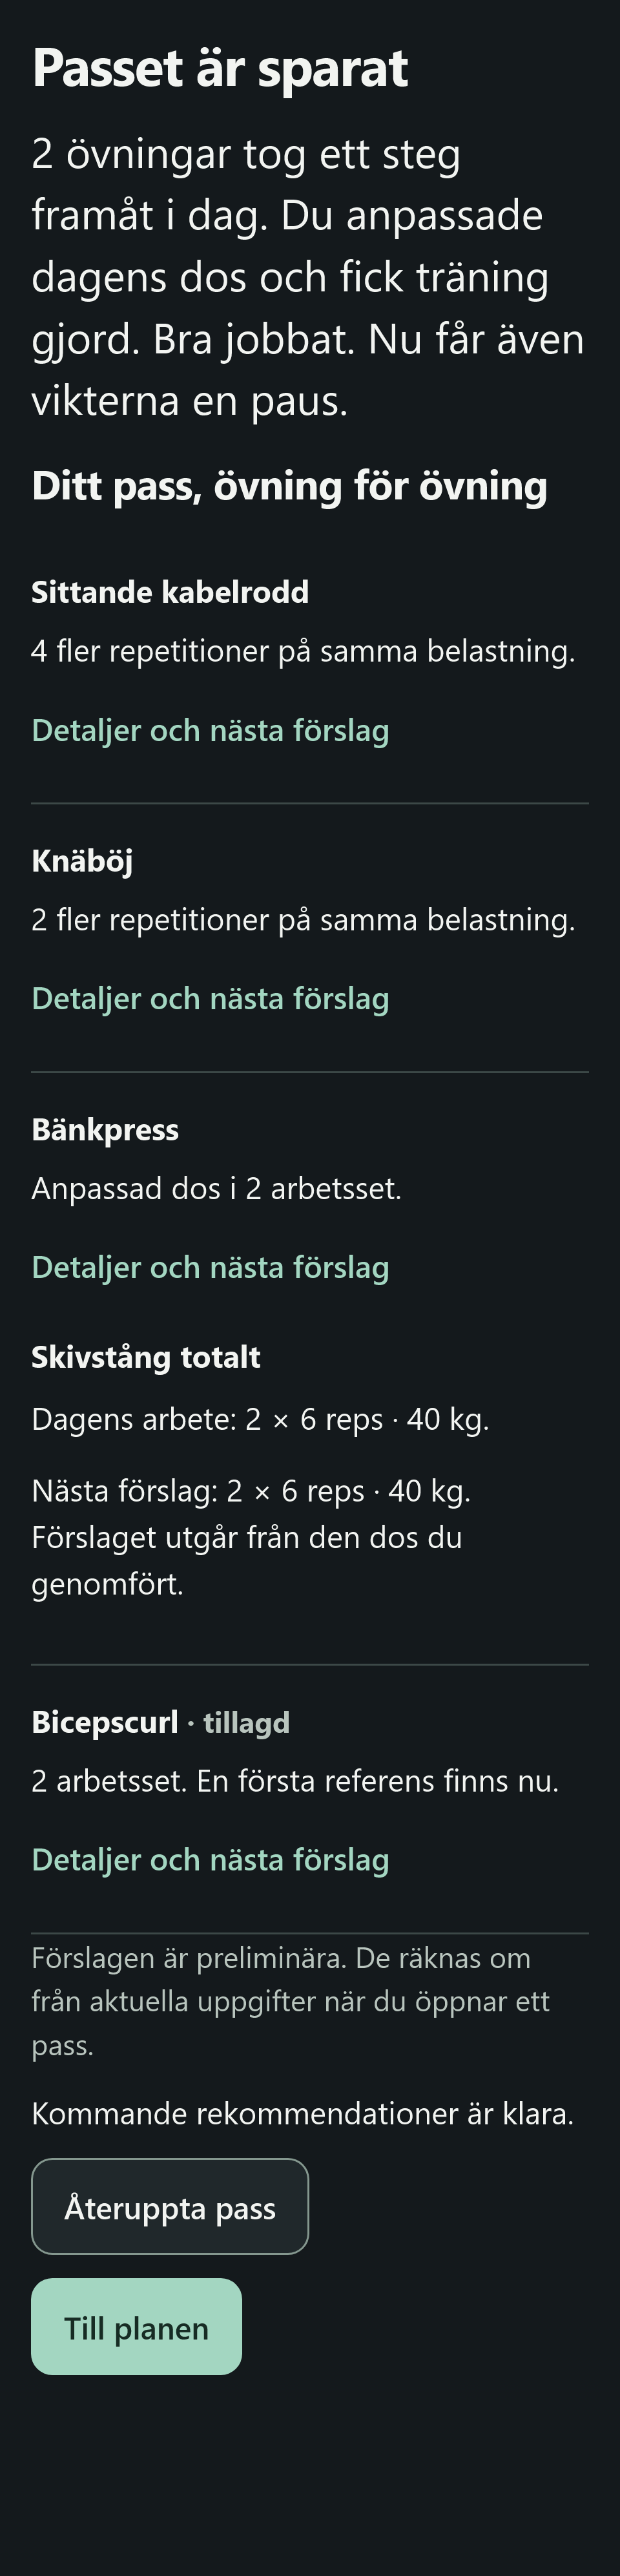 Passet är sparat
2 övningar tog ett steg
framåt i dag. Du anpassade
dagens dos och fick träning
gjord. Bra jobbat. Nu får även
vikterna en paus.
Ditt pass, övning för övning
Sittande kabelrodd
4 fler repetitioner på samma belastning.
Detaljer och nästa förslag
Knäböj
2 fler repetitioner på samma belastning.
Detaljer och nästa förslag
Bänkpress
Anpassad dos i 2 arbetsset.
Detaljer och nästa förslag
Skivstång totalt
Dagens arbete: 2 × 6 reps · 40 kg.
Nästa förslag: 2 × 6 reps · 40 kg.
Förslaget utgår från den dos du
genomfört.
Bicepscurl · tillagd
2 arbetsset. En första referens finns nu.
Detaljer och nästa förslag
Förslagen är preliminära. De räknas om
från aktuella uppgifter när du öppnar ett
pass.
Kommande rekommendationer är klara.
Återuppta pass
Till planen